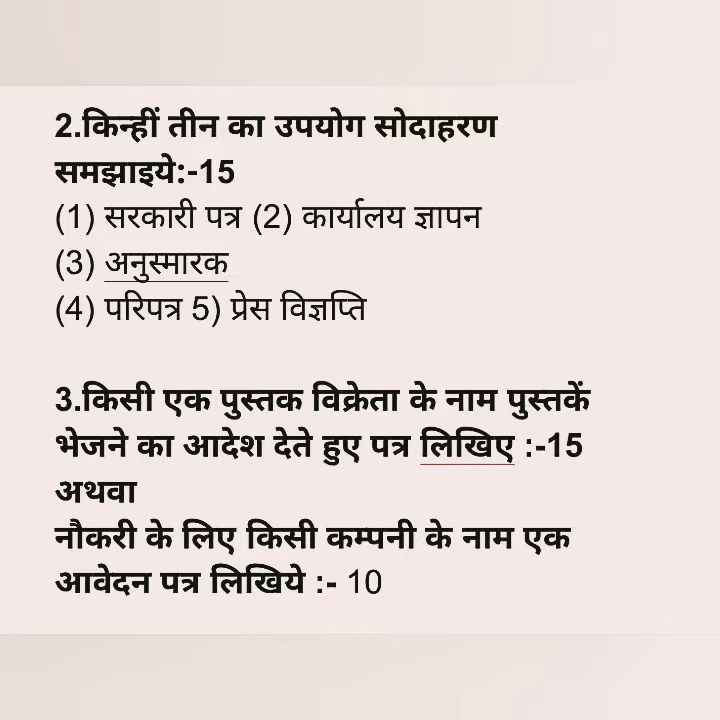 2.किन्हीं तीन का उपयोग सोदाहरण
समझाइये:-15
(1) सरकारी पत्र (2) कार्यालय ज्ञापन
(3) अनुस्मारक
(4) परिपत्र 5) प्रेस विज्ञप्ति
3.किसी एक पुस्तक विक्रेता के नाम पुस्तकें
भेजने का आदेश देते हुए पत्र लिखिए :-15
अथवा
नौकरी के लिए किसी कम्पनी के नाम एक
आवेदन पत्र लिखिये :- 10